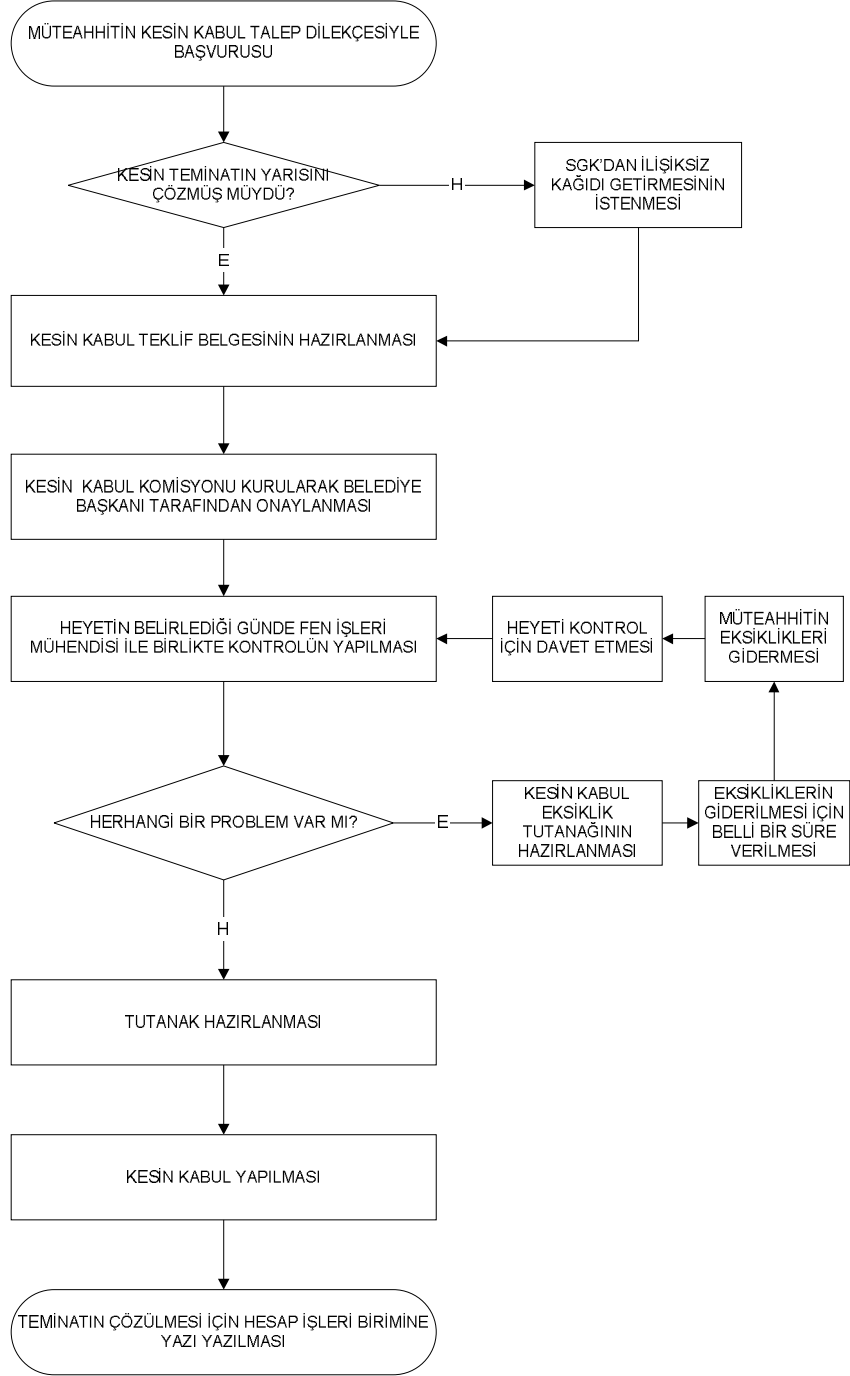 MÜTEAHHİTİN KESİN KABUL TALEP DİLEKÇESİYLE
BAŞVURUSU
KESİN TEMİNATIN YARISINI
ÇÖZMÜŞ MÜYDÜ?
H
SGK'DAN İLİŞİKSİZ
KAĞIDI GETİRMESİNİN
İSTENMESİ
E
KESİN KABUL TEKLİF BELGESİNİN HAZIRLANMASI
KESİN KABUL KOMİSYONU KURULARAK BELEDİYE
BAŞKANI TARAFINDAN ONAYLANMASI
HEYETİN BELİRLEDİĞİ GÜNDE FEN İŞLERİ
MÜHENDİSİ İLE BİRLİKTE KONTROLÜN YAPILMASI
HEYETİ KONTROL
İÇİN DAVET ETMESİ
MÜTEAHHİTİN
EKSİKLİKLERİ
GİDERMESİ
HERHANGİ BİR PROBLEM VAR MI?
E
KESİN KABUL
EKSİKLİK
TUTANAĞININ
HAZIRLANMASI
EKSİKLİKLERİN
GİDERİLMESİ İÇİN
BELLİ BİR SÜRE
VERİLMESİ
H
TUTANAK HAZIRLANMASI
KESİN KABUL YAPILMASI
TEMİNATIN ÇÖZÜLMESİ İÇİN HESAP İŞLERİ BİRİMİNE
YAZI YAZILMASI